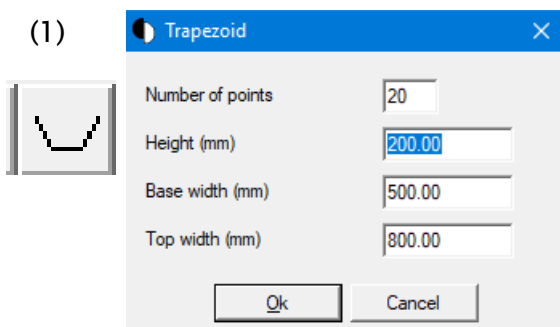 (1)
Trapezoid
Number of points 20
Height (mm) 200.00
Base width (mm) 500.00
Top width (mm) 800.00
Ok Cancel